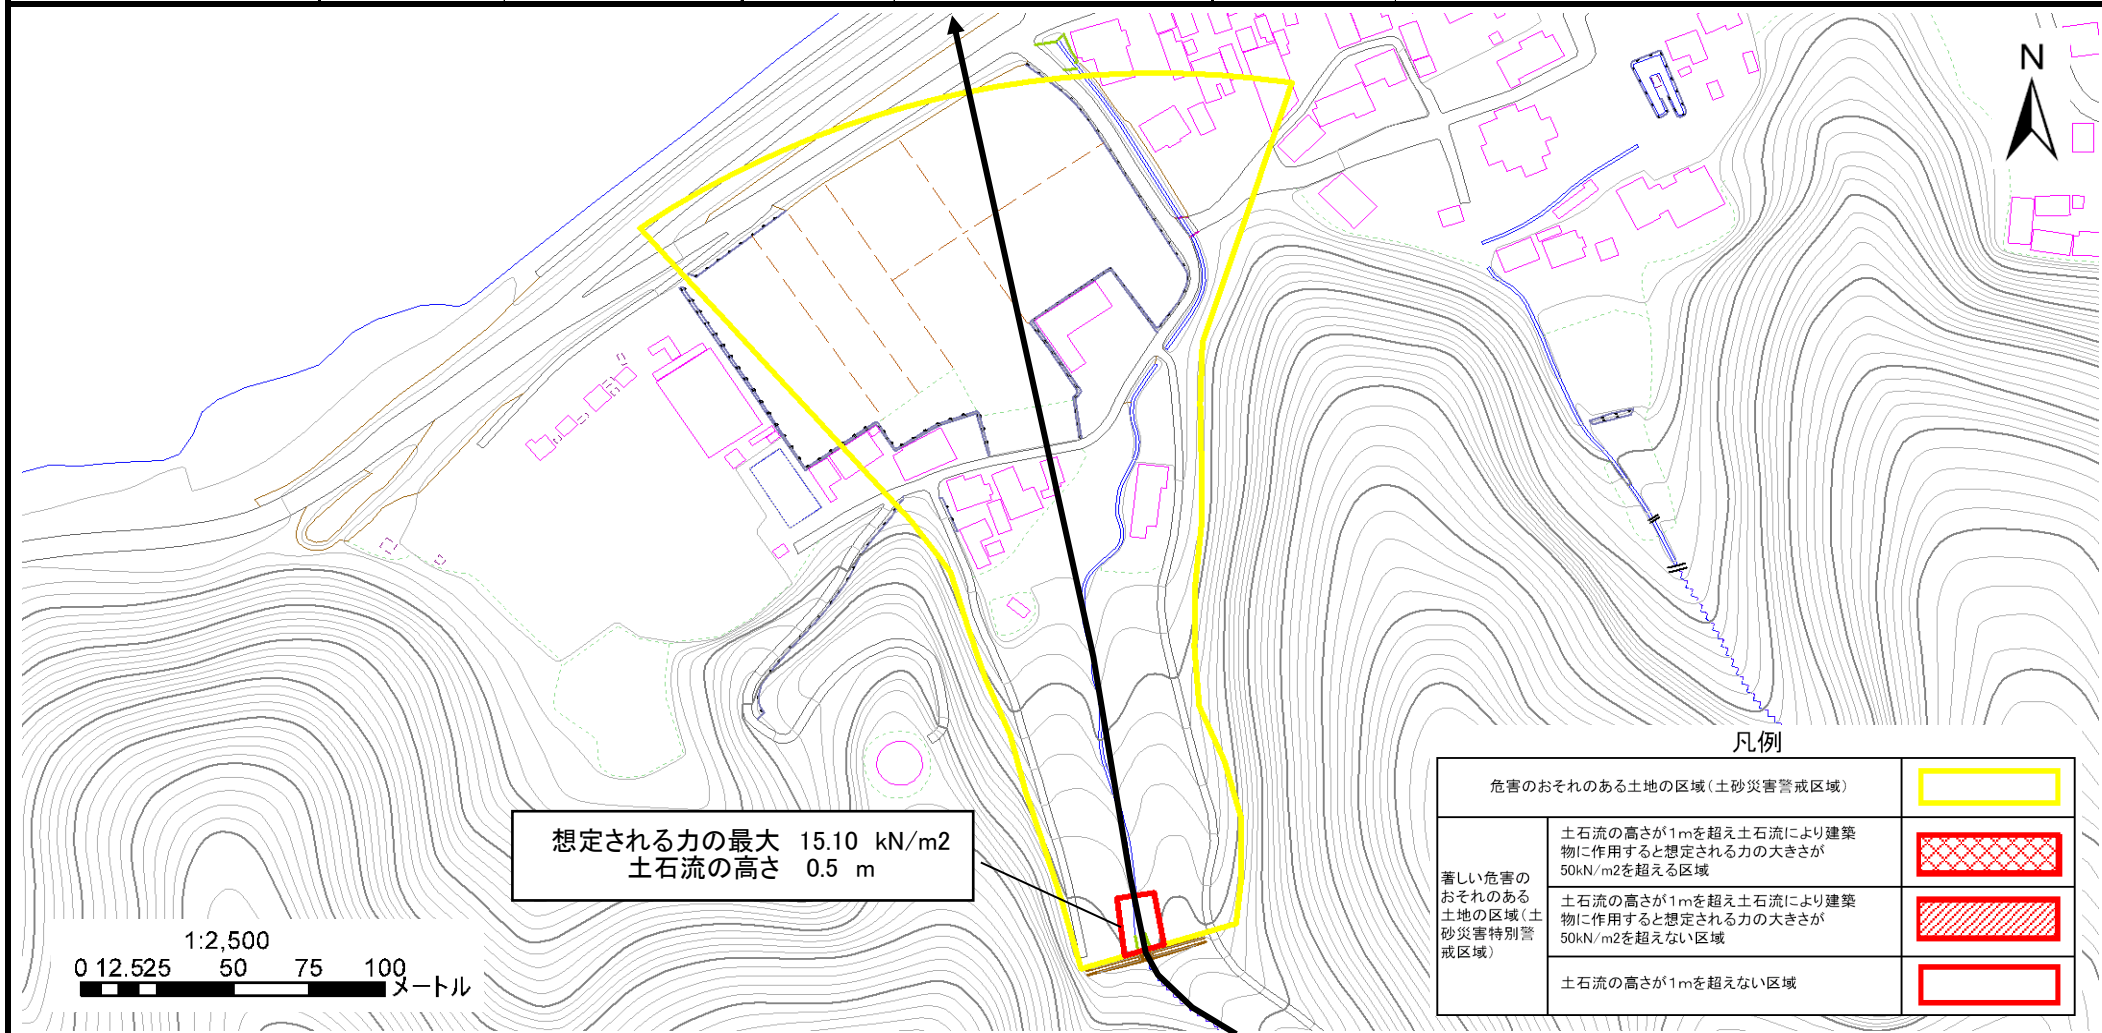 N
想定される力の最大 15.10 kN/m2
土石流の高さ 0.5 m
1:2,500
0 12.525 50 75 100
メートル
凡例
危害のおそれのある土地の区域(土砂災害警戒区域)
著しい危害の
おそれのある
土地の区域(土
砂災害特別警
戒区域)
土石流の高さが1mを超え土石流により建築
物に作用すると想定される力の大きさが
50kN/m2を超える区域
土石流の高さが1mを超え土石流により建築
物に作用すると想定される力の大きさが
50kN/m2を超えない区域
土石流の高さが1mを超えない区域